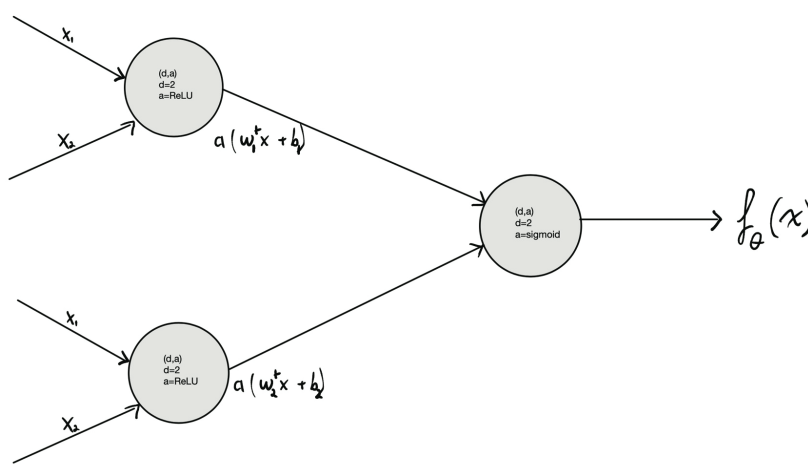 x₁
(d,a)
d=2
a=ReLU
x₂
a(w₁ᵗx + b₁)
(d,a)
d=2
a=sigmoid
f_θ(x)
x₁
(d,a)
d=2
a=ReLU
a(w₂ᵗx + b₂)
x₂